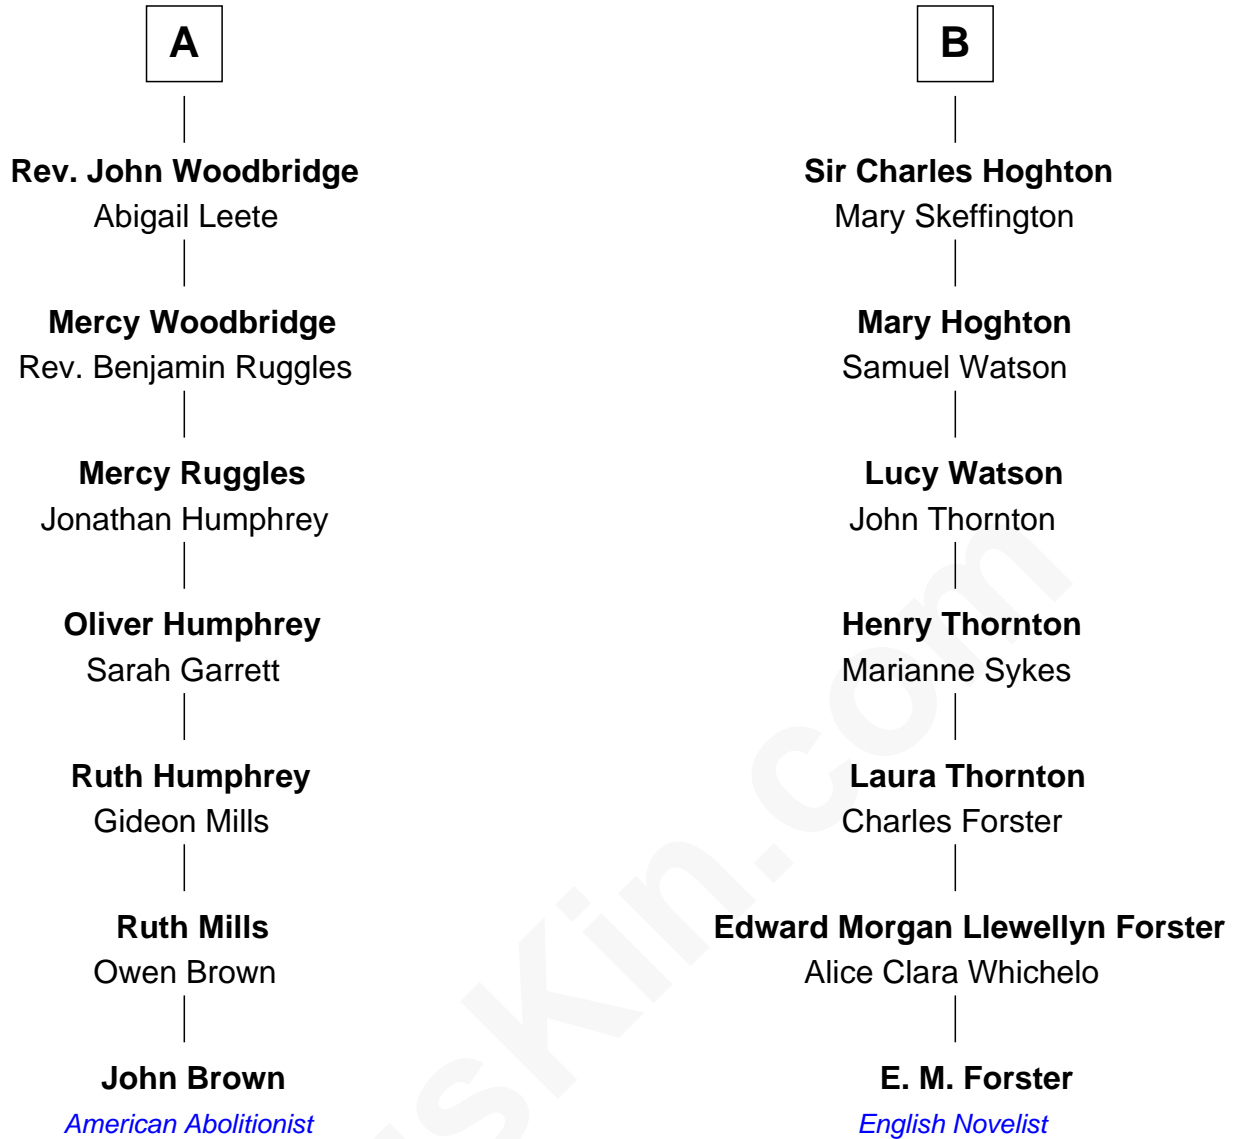 A
Rev. John Woodbridge
Abigail Leete
Mercy Woodbridge
Rev. Benjamin Ruggles
Mercy Ruggles
Jonathan Humphrey
Oliver Humphrey
Sarah Garrett
Ruth Humphrey
Gideon Mills
Ruth Mills
Owen Brown
John Brown
American Abolitionist
B
Sir Charles Hoghton
Mary Skeffington
Mary Hoghton
Samuel Watson
Lucy Watson
John Thornton
Henry Thornton
Marianne Sykes
Laura Thornton
Charles Forster
Edward Morgan Llewellyn Forster
Alice Clara Whichelo
E. M. Forster
English Novelist